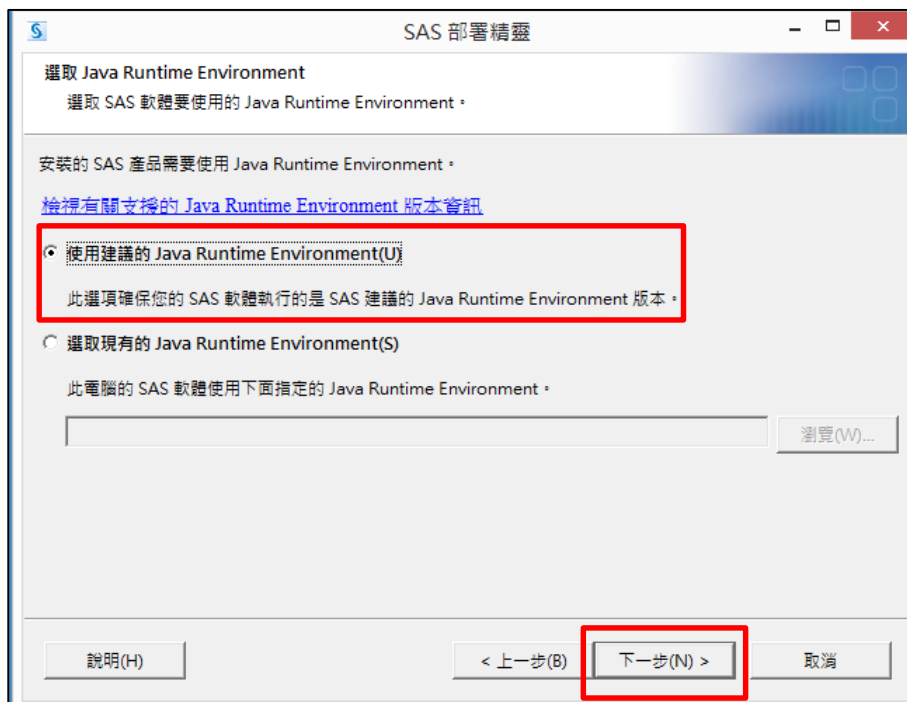 SAS 部署精靈
選取 Java Runtime Environment
選取 SAS 軟體要使用的 Java Runtime Environment。
安裝的 SAS 產品需要使用 Java Runtime Environment。
檢視有關支援的 Java Runtime Environment 版本資訊
使用建議的 Java Runtime Environment(U)
此選項確保您的 SAS 軟體執行的是 SAS 建議的 Java Runtime Environment 版本。
選取現有的 Java Runtime Environment(S)
此電腦的 SAS 軟體使用下面指定的 Java Runtime Environment。
瀏覽(W)...
說明(H) < 上一步(B) 下一步(N) > 取消